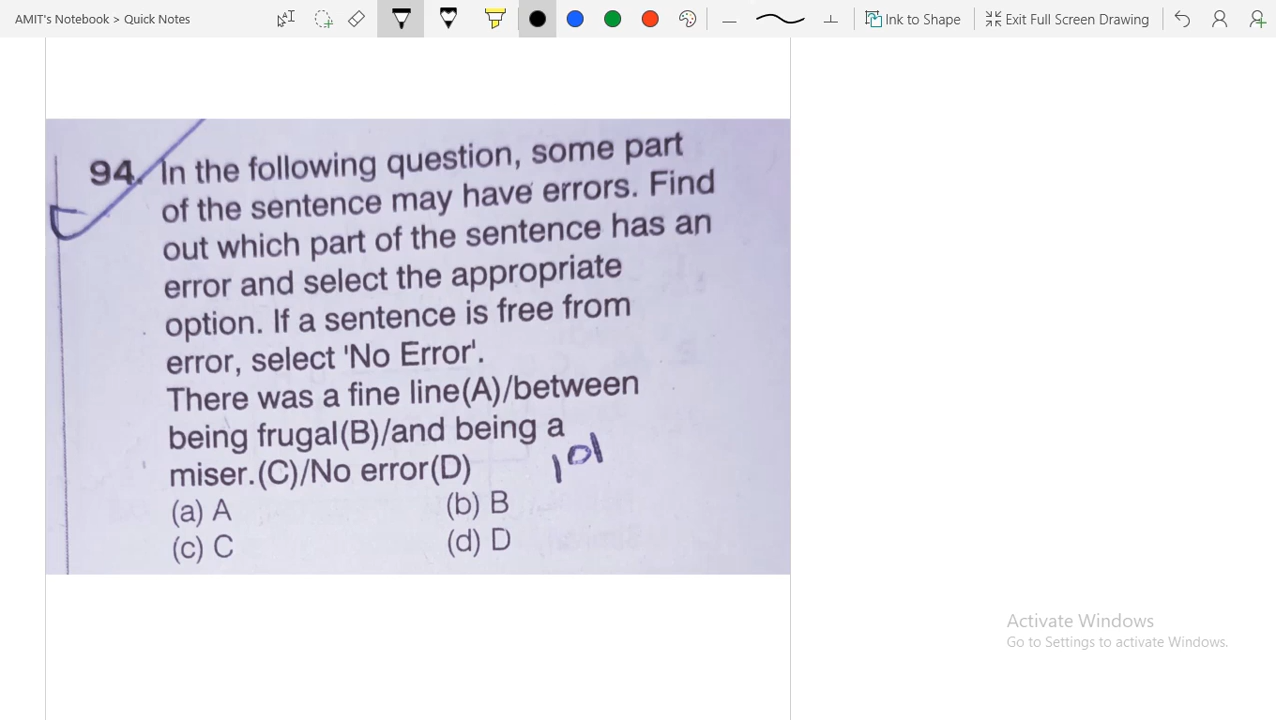 AMIT's Notebook > Quick Notes
Ink to Shape
Exit Full Screen Drawing
94. In the following question, some part
of the sentence may have errors. Find
out which part of the sentence has an
error and select the appropriate
option. If a sentence is free from
error, select 'No Error'.
There was a fine line(A)/between
being frugal(B)/and being a
miser.(C)/No error(D)
(a) A (b) B
(c) C (d) D
Activate Windows
Go to Settings to activate Windows.